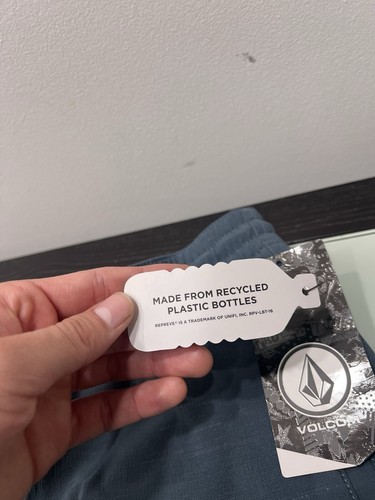 MADE FROM RECYCLED
PLASTIC BOTTLES
REPREVE® IS A TRADEMARK OF UNIFI, INC. RPV-LBT-16
VOLCOM